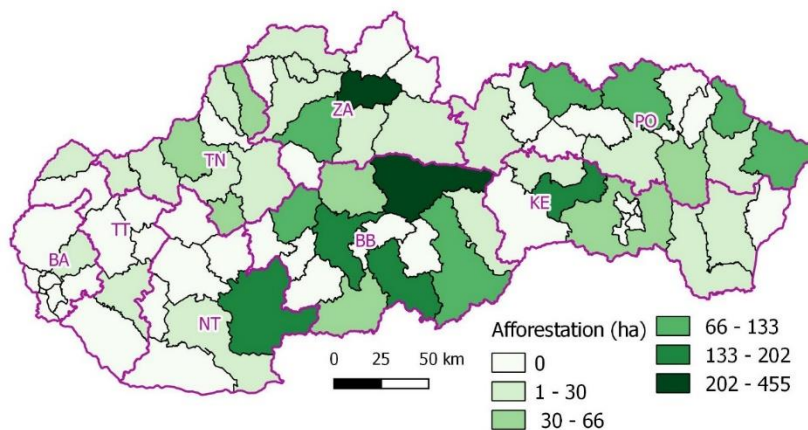 ZA
PO
TN
KE
TT
BB
BA
NT
Afforestation (ha)
0
1 - 30
30 - 66
66 - 133
133 - 202
202 - 455
0 25 50 km